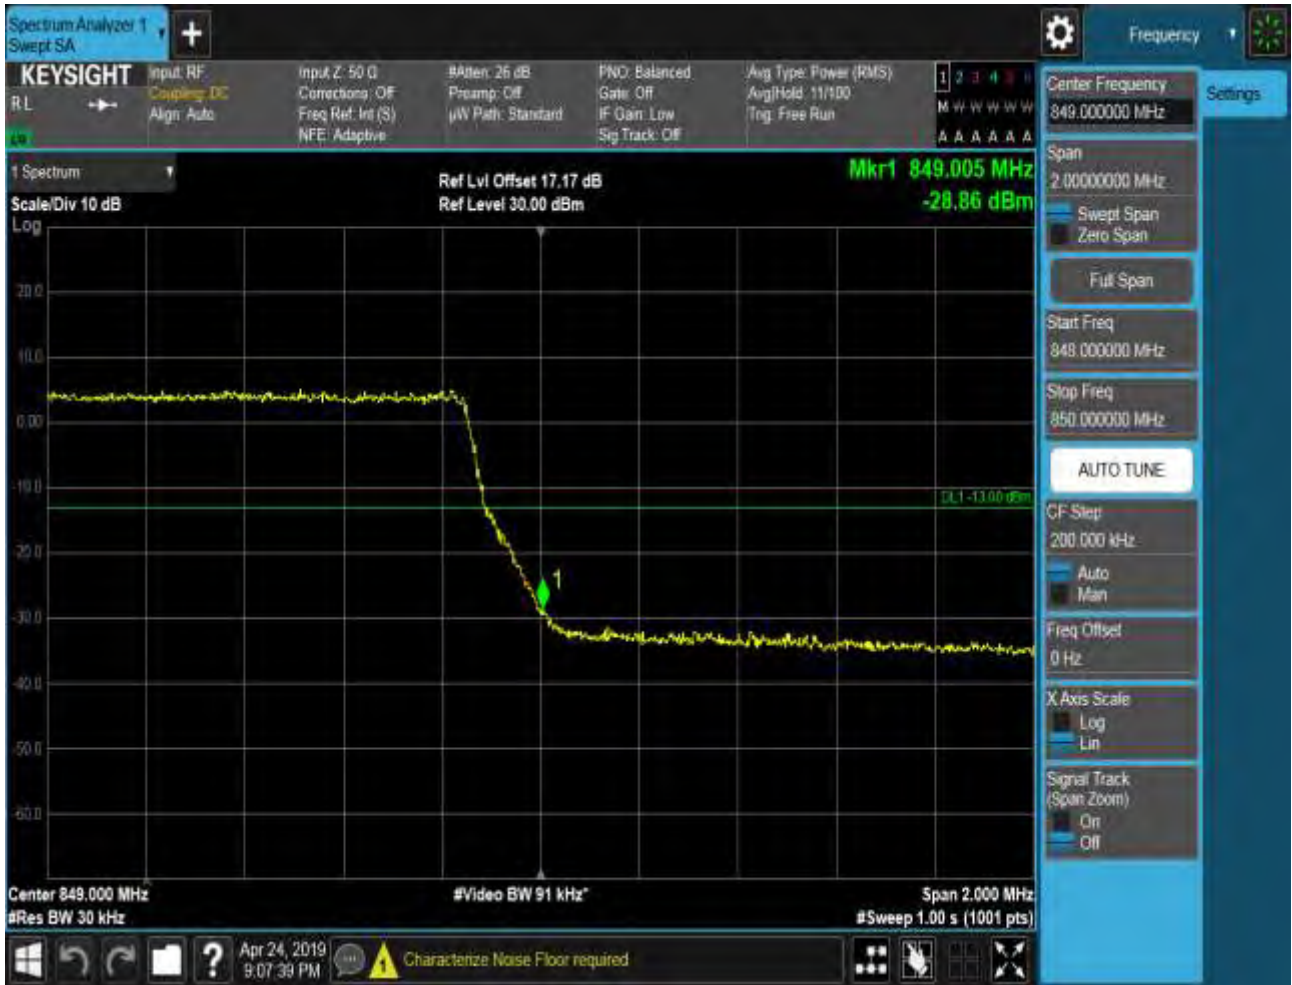 Spectrum Analyzer 1
Swept SA
+
Frequency
KEYSIGHT
Input: RF
Input Z: 50 Ω
#Atten: 26 dB
PNO: Balanced
Avg Type: Power (RMS)
1 2 3 4 5 6
RL
Coupling: DC
Corrections: Off
Preamp: Off
Gate: Off
Avg|Hold: 11/100
M W W W W W
Align: Auto
Freq Ref: Int (S)
µW Path: Standard
IF Gain: Low
Trig: Free Run
NFE: Adaptive
Sig Track: Off
A A A A A A
1 Spectrum
Ref Lvl Offset 17.17 dB
Mkr1 849.005 MHz
Scale/Div 10 dB
Ref Level 30.00 dBm
-28.86 dBm
Log
20.0
10.0
0.00
-10.0
DL1 -13.00 dBm
-20.0
1
-30.0
-40.0
-50.0
-60.0
Center 849.000 MHz
#Video BW 91 kHz*
Span 2.000 MHz
#Res BW 30 kHz
#Sweep 1.00 s (1001 pts)
Center Frequency
849.000000 MHz
Settings
Span
2.00000000 MHz
Swept Span
Zero Span
Full Span
Start Freq
848.000000 MHz
Stop Freq
850.000000 MHz
AUTO TUNE
CF Step
200.000 kHz
Auto
Man
Freq Offset
0 Hz
X Axis Scale
Log
Lin
Signal Track
(Span Zoom)
On
Off
?
Apr 24, 2019
9:07:39 PM
Characterize Noise Floor required